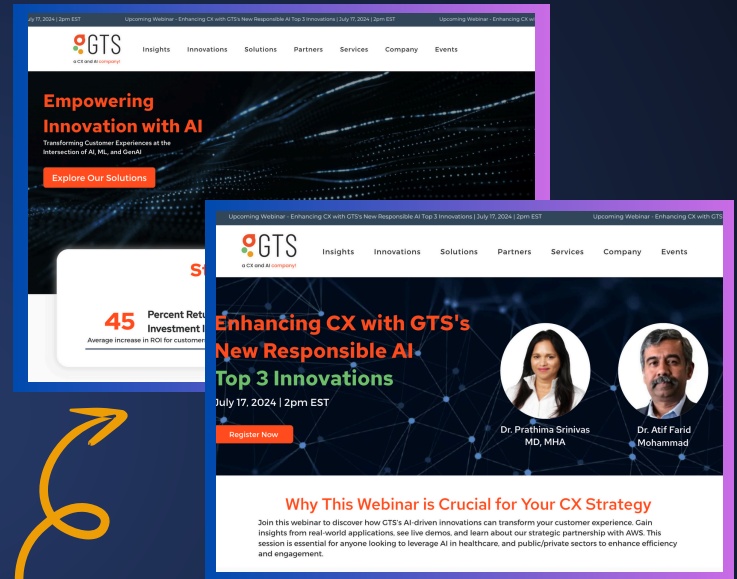 uly 17, 2024 | 2pm EST Upcoming Webinar - Enhancing CX with GTS's New Responsible AI Top 3 Innovations | July 17, 2024 | 2pm EST Upcoming Webinar - Enhancing CX wi
GTS
a CX and AI company!
Insights Innovations Solutions Partners Services Company Events
Empowering
Innovation with AI
Transforming Customer Experiences at the
Intersection of AI, ML, and GenAI
Explore Our Solutions
St
45
Percent Retu
Investment I
Average increase in ROI for customers
Upcoming Webinar - Enhancing CX with GTS's New Responsible AI Top 3 Innovations | July 17, 2024 | 2pm EST Upcoming Webinar - Enhancing CX with GTS
GTS
a CX and AI company!
Insights Innovations Solutions Partners Services Company Events
Enhancing CX with GTS's
New Responsible AI
Top 3 Innovations
July 17, 2024 | 2pm EST
Register Now
Dr. Prathima Srinivas
MD, MHA
Dr. Atif Farid
Mohammad
Why This Webinar is Crucial for Your CX Strategy
Join this webinar to discover how GTS's AI-driven innovations can transform your customer experience. Gain
insights from real-world applications, see live demos, and learn about our strategic partnership with AWS. This
session is essential for anyone looking to leverage AI in healthcare, and public/private sectors to enhance efficiency
and engagement.